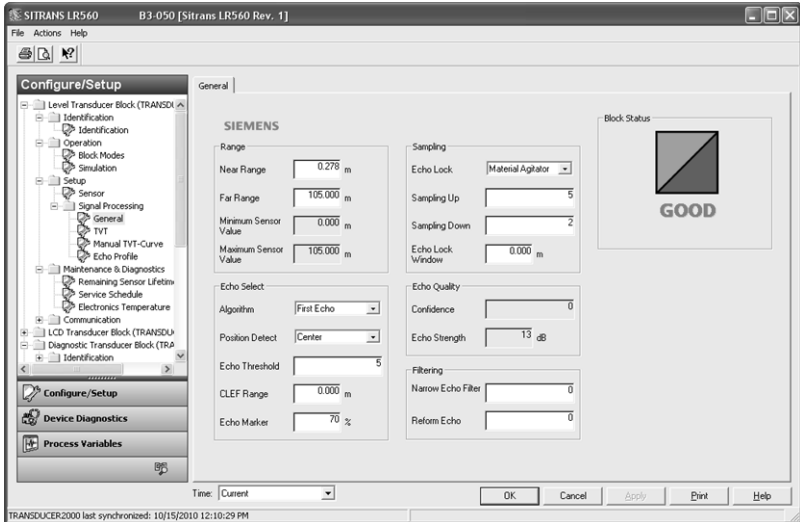 SITRANS LR560 B3-050 [Sitrans LR560 Rev. 1]
File Actions Help
Configure/Setup
Level Transducer Block (TRANSDU
Identification
Identification
Operation
Block Modes
Simulation
Setup
Sensor
Signal Processing
General
TVT
Manual TVT-Curve
Echo Profile
Maintenance & Diagnostics
Remaining Sensor Lifetim
Service Schedule
Electronics Temperature
Communication
LCD Transducer Block (TRANSDU
Diagnostic Transducer Block (TRA
Identification
Configure/Setup
Device Diagnostics
Process Variables
General
SIEMENS
Range
Near Range 0.278 m
Far Range 105.000 m
Minimum Sensor Value 0.000 m
Maximum Sensor Value 105.000 m
Echo Select
Algorithm First Echo
Position Detect Center
Echo Threshold 5
CLEF Range 0.000 m
Echo Marker 70 %
Sampling
Echo Lock Material Agitator
Sampling Up 5
Sampling Down 2
Echo Lock Window 0.000 m
Echo Quality
Confidence 0
Echo Strength 13 dB
Filtering
Narrow Echo Filter 0
Reform Echo 0
Block Status
GOOD
Time: Current
OK Cancel Apply Print Help
TRANSDUCER2000 last synchronized: 10/15/2010 12:10:29 PM